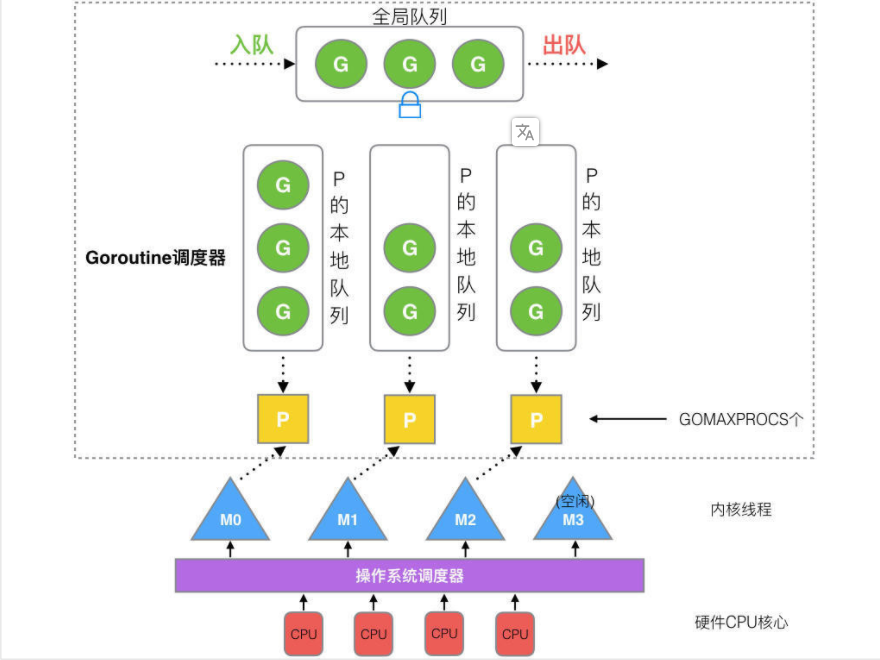 全局队列
入队
出队
G G G
文A
G
G G G
G G G
P的本地队列
P的本地队列
P的本地队列
Goroutine调度器
P P P
GOMAXPROCS个
(空闲)
M0 M1 M2 M3
内核线程
操作系统调度器
CPU CPU CPU CPU
硬件CPU核心